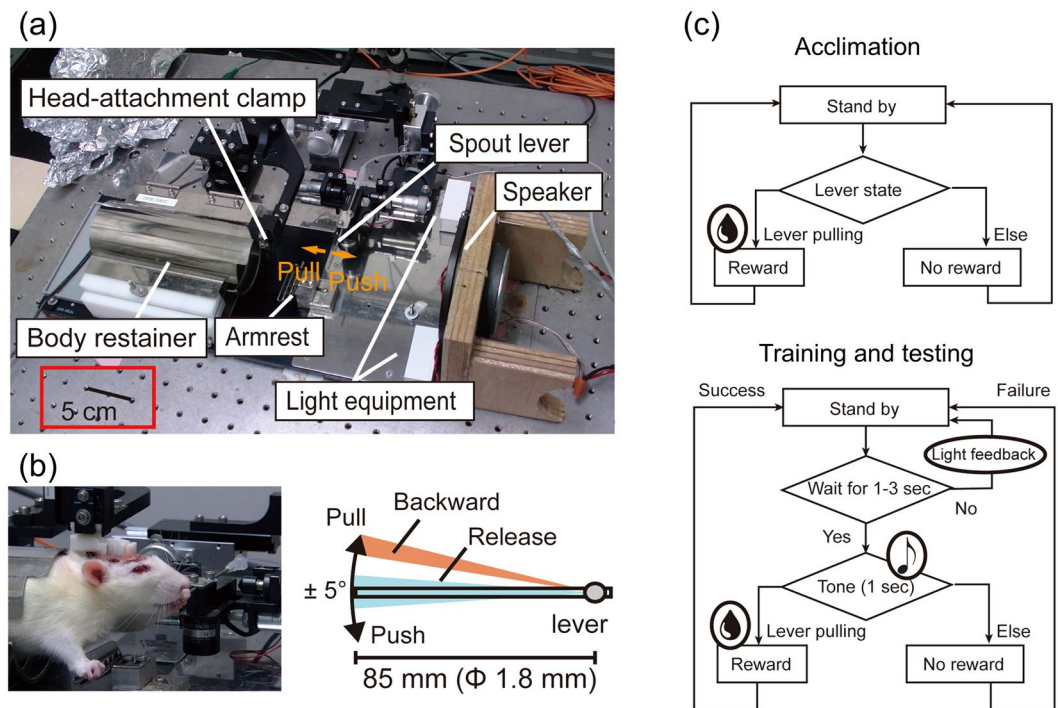 (a)
Head-attachment clamp
Spout lever
Speaker
Pull
Push
Body restainer
Armrest
Light equipment
5 cm
(b)
Pull
Backward
Release
± 5°
Push
lever
85 mm (Φ 1.8 mm)
(c)
Acclimation
Stand by
Lever state
Lever pulling
Else
Reward
No reward
Training and testing
Success
Failure
Stand by
Light feedback
Wait for 1-3 sec
No
Yes
Tone (1 sec)
Lever pulling
Else
Reward
No reward